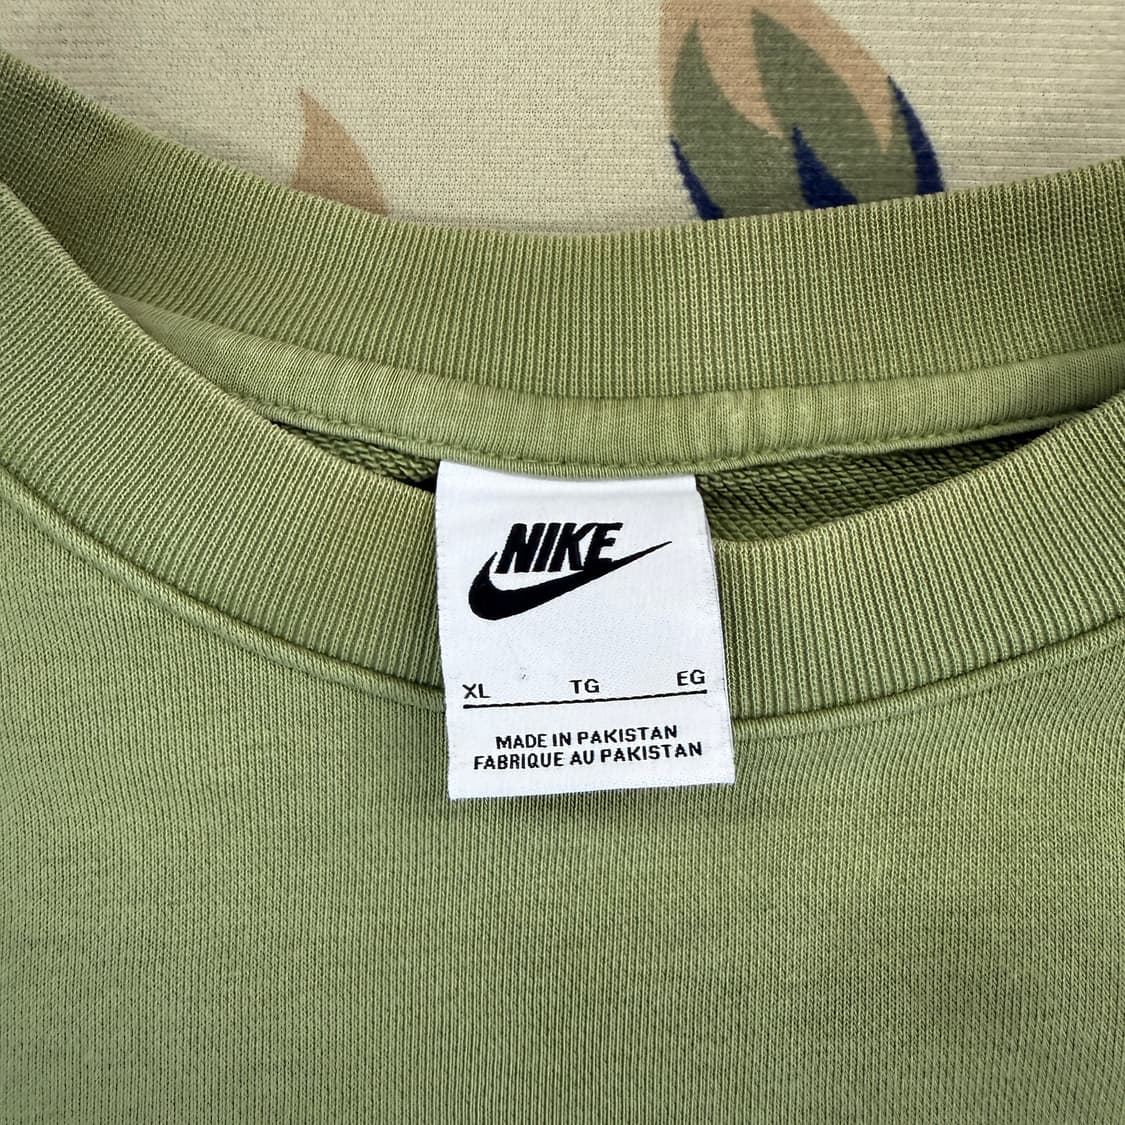 NIKE
XL TG EG
MADE IN PAKISTAN
FABRIQUE AU PAKISTAN